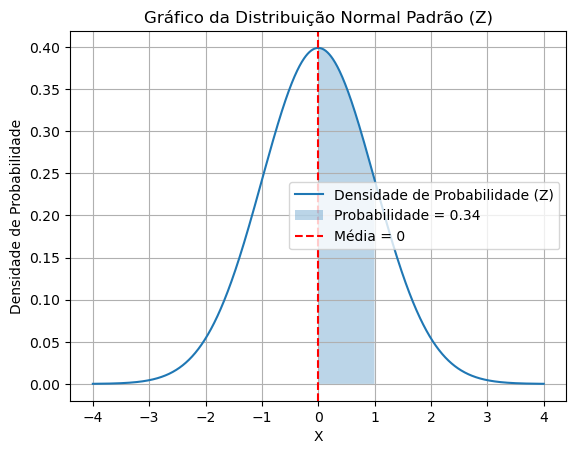 Gráfico da Distribuição Normal Padrão (Z)
Densidade de Probabilidade
0.40
0.35
0.30
0.25
0.20
0.15
0.10
0.05
0.00
Densidade de Probabilidade (Z)
Probabilidade = 0.34
Média = 0
−4 −3 −2 −1 0 1 2 3 4
X